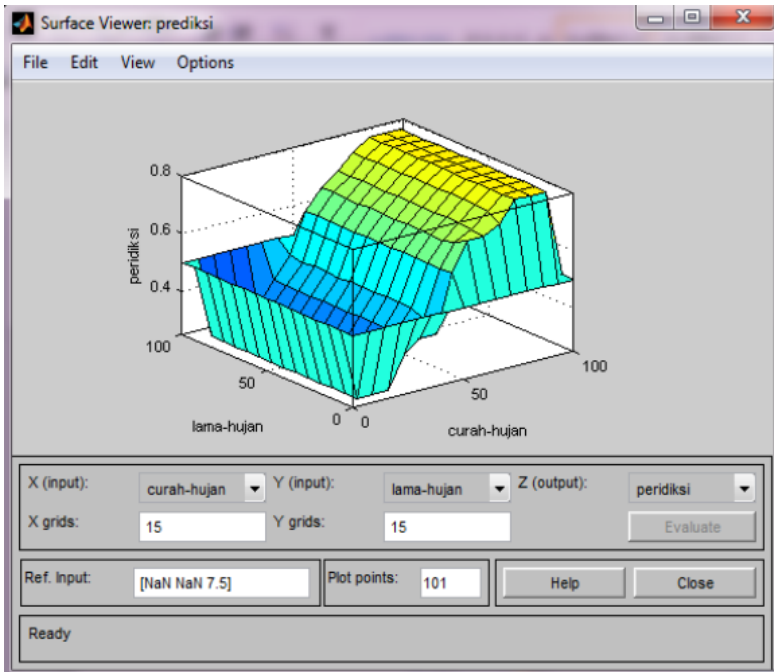 Surface Viewer: prediksi
File Edit View Options
0.8
0.6
0.4
peridiksi
100
50
0
lama-hujan
0
50
100
curah-hujan
X (input): curah-hujan Y (input): lama-hujan Z (output): peridiksi
X grids: 15 Y grids: 15 Evaluate
Ref. Input: [NaN NaN 7.5] Plot points: 101 Help Close
Ready